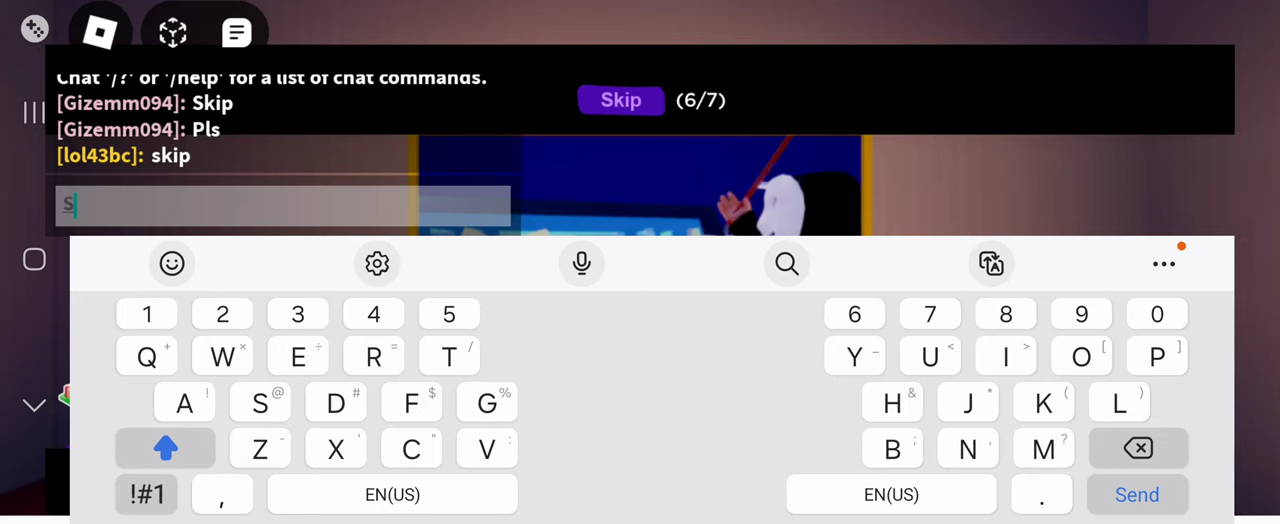 Chat '/?' or '/help' for a list of chat commands.
[Gizemm094]: Skip
[Gizemm094]: Pls
[lol43bc]: skip
Skip (6/7)
S
1 2 3 4 5 6 7 8 9 0
Q + W × E ÷ R = T / Y _ U < I > O [ P ]
A ! S @ D # F $ G % H & J * K ( L )
Z - X ' C " V : B ; N , M ?
!#1 , EN(US) EN(US) . Send